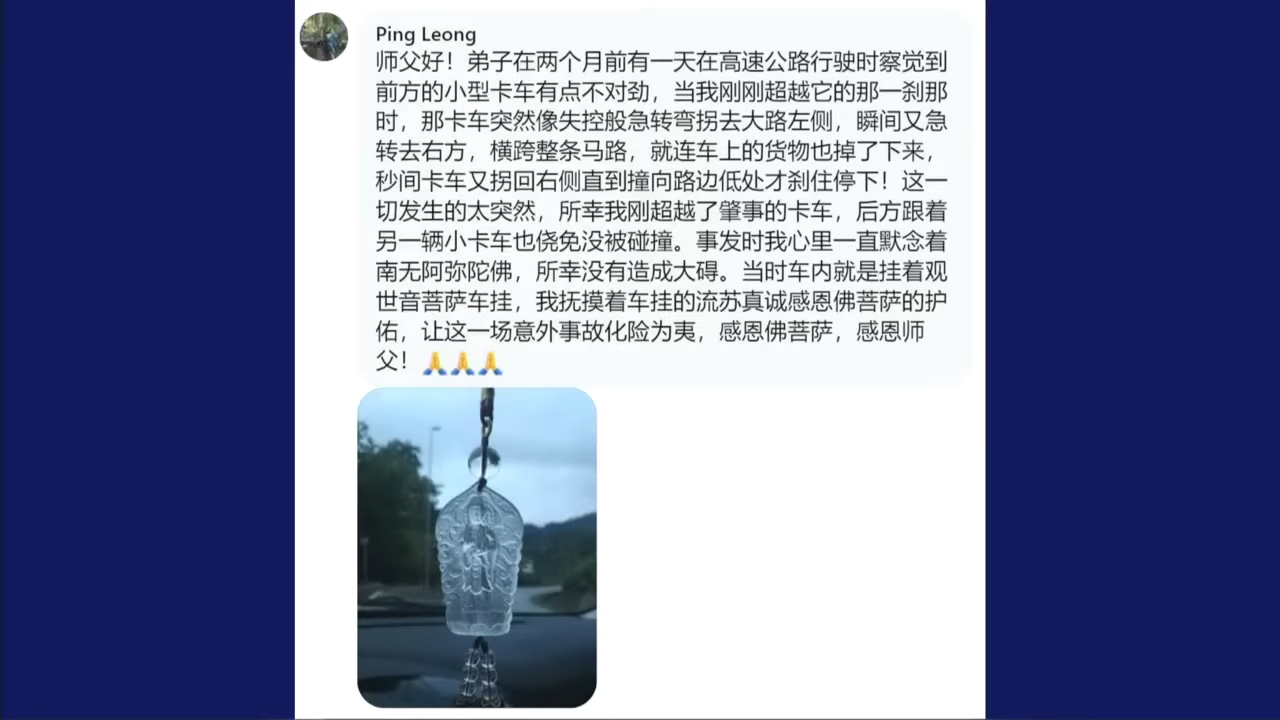 Ping Leong
师父好！弟子在两个月前有一天在高速公路行驶时察觉到
前方的小型卡车有点不对劲，当我刚刚超越它的那一刹那
时，那卡车突然像失控般急转弯拐去大路左侧，瞬间又急
转去右方，横跨整条马路，就连车上的货物也掉了下来，
秒间卡车又拐回右侧直到撞向路边低处才刹住停下！这一
切发生的太突然，所幸我刚超越了肇事的卡车，后方跟着
另一辆小卡车也侥免没被碰撞。事发时我心里一直默念着
南无阿弥陀佛，所幸没有造成大碍。当时车内就是挂着观
世音菩萨车挂，我抚摸着车挂的流苏真诚感恩佛菩萨的护
佑，让这一场意外事故化险为夷，感恩佛菩萨，感恩师
父！🙏🙏🙏